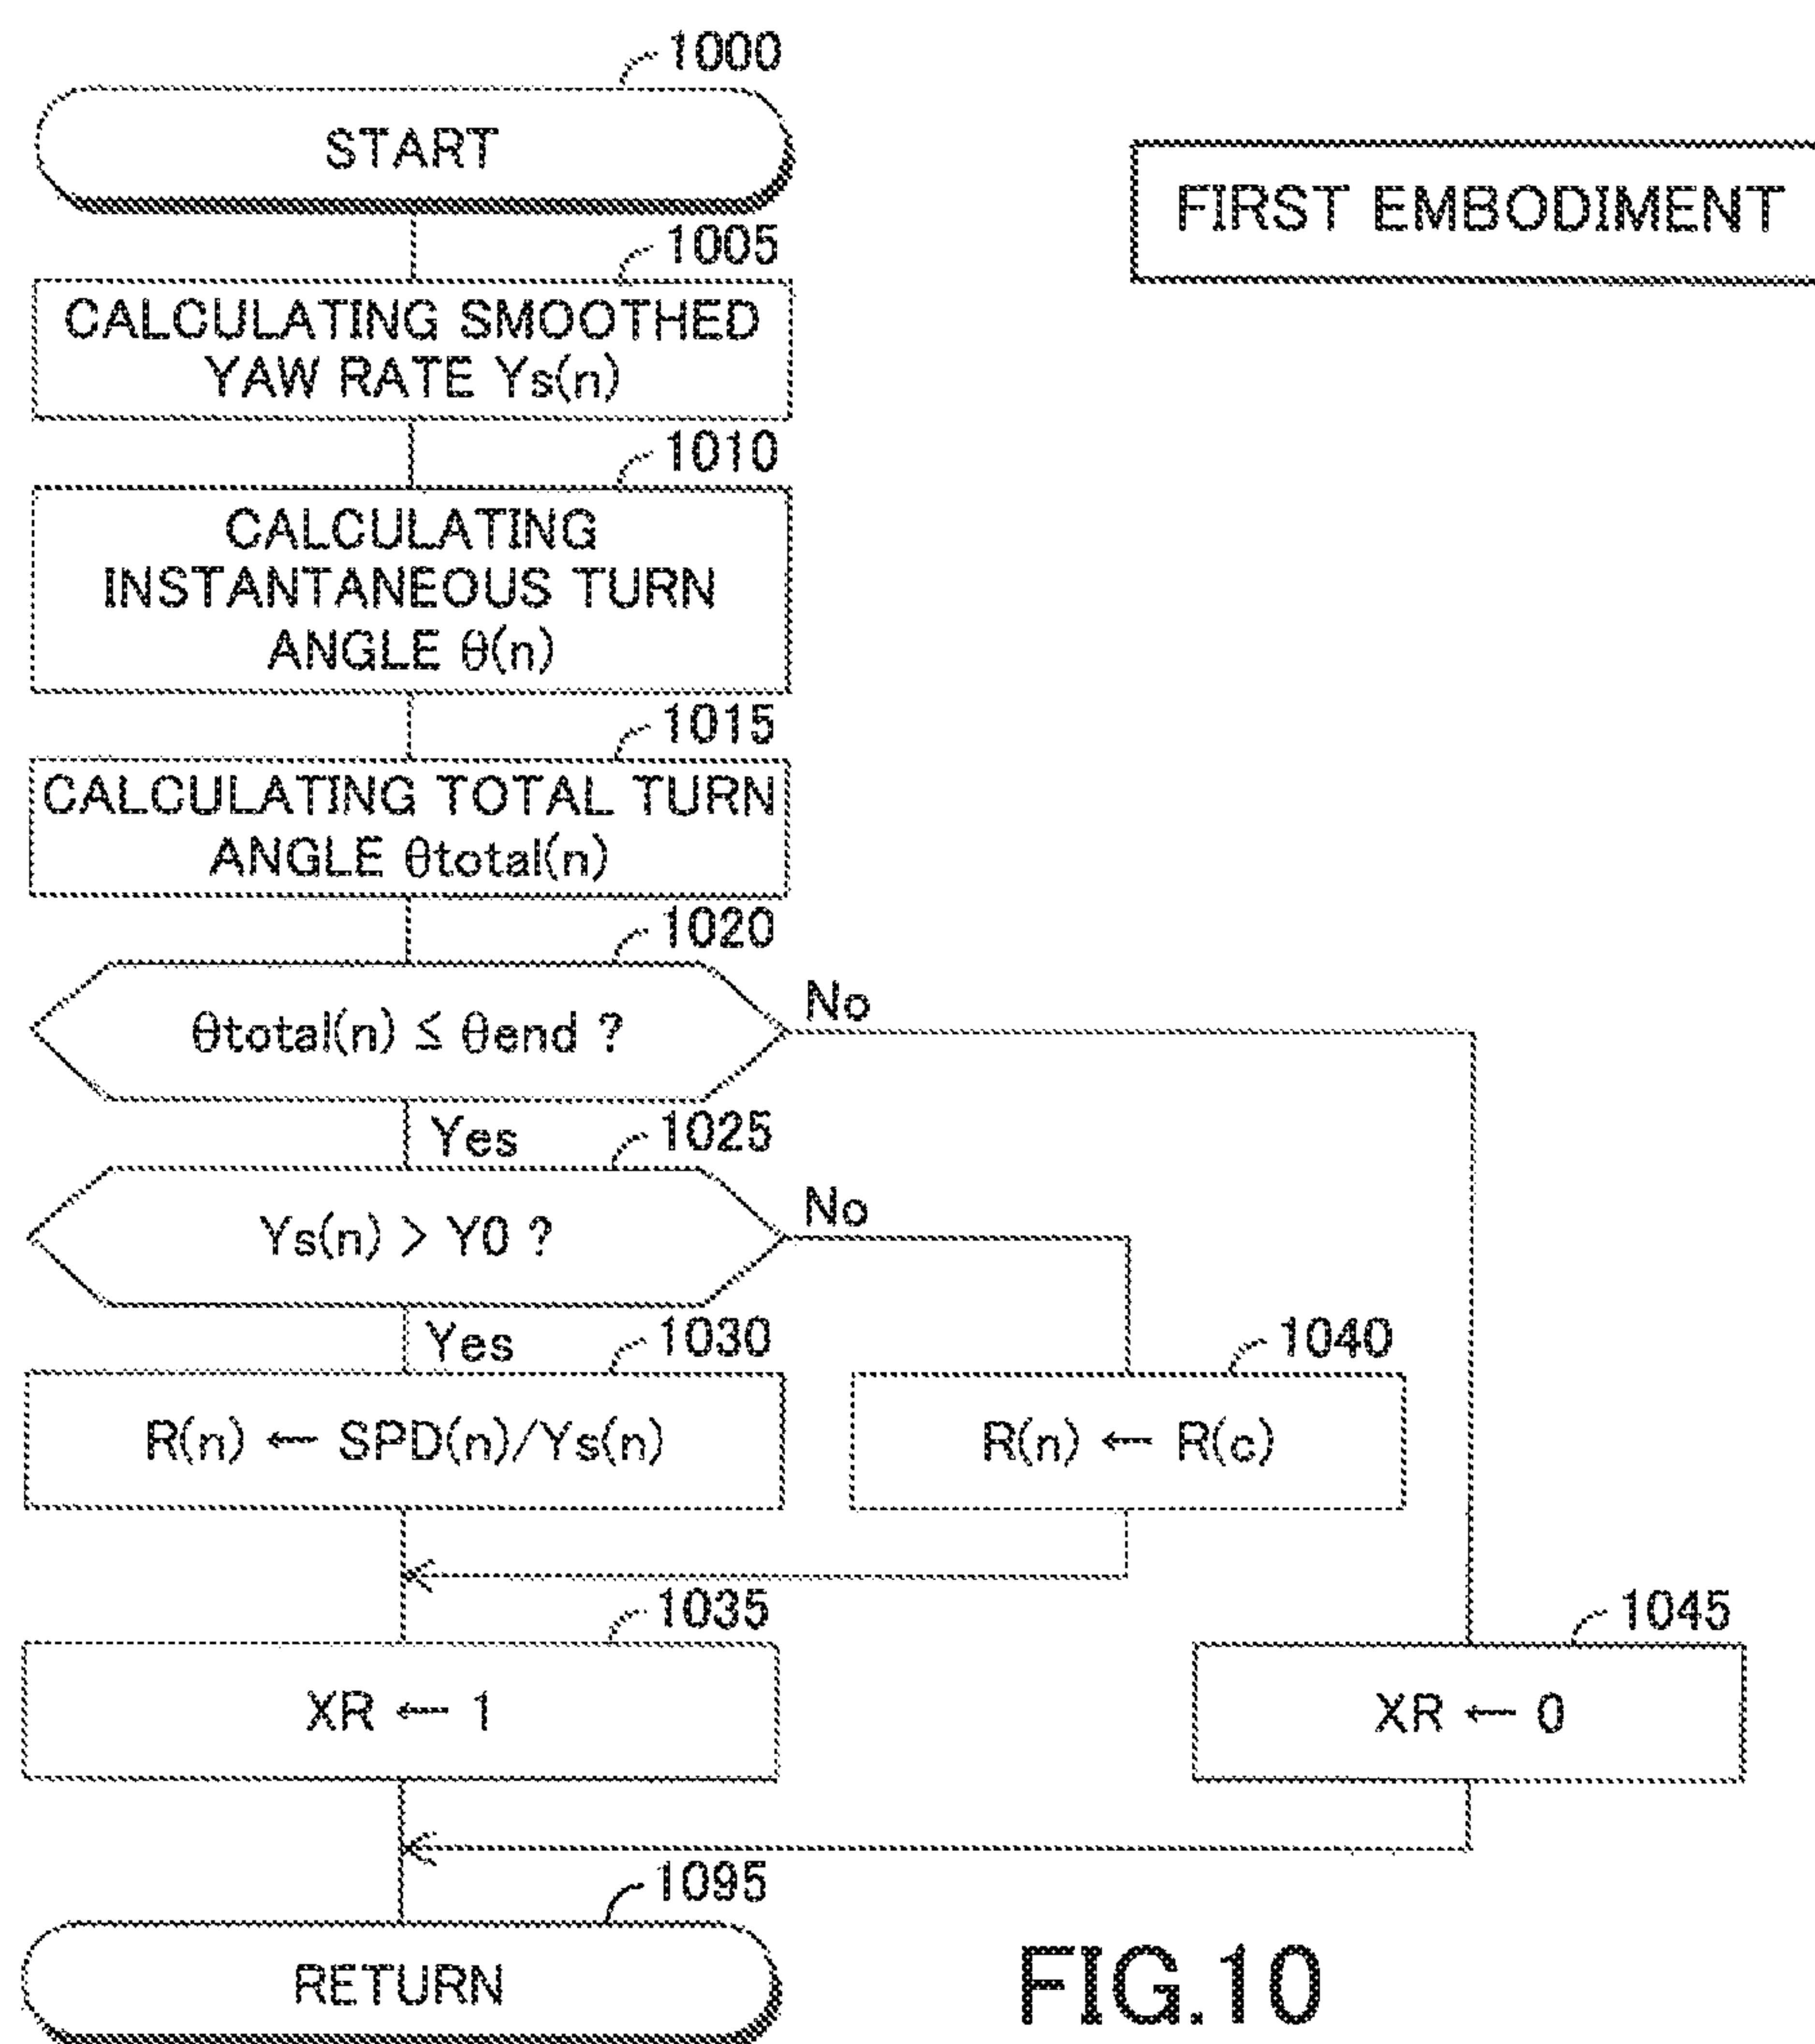 1000
START
FIRST EMBODIMENT
1005
CALCULATING SMOOTHED
YAW RATE Ys(n)
1010
CALCULATING
INSTANTANEOUS TURN
ANGLE θ(n)
1015
CALCULATING TOTAL TURN
ANGLE θtotal(n)
1020
θtotal(n) ≤ θend ?
No
Yes
1025
Ys(n) > Y0 ?
No
Yes
1030
R(n) ← SPD(n)/Ys(n)
1040
R(n) ← R(c)
1035
XR ← 1
1045
XR ← 0
1095
RETURN
FIG.10